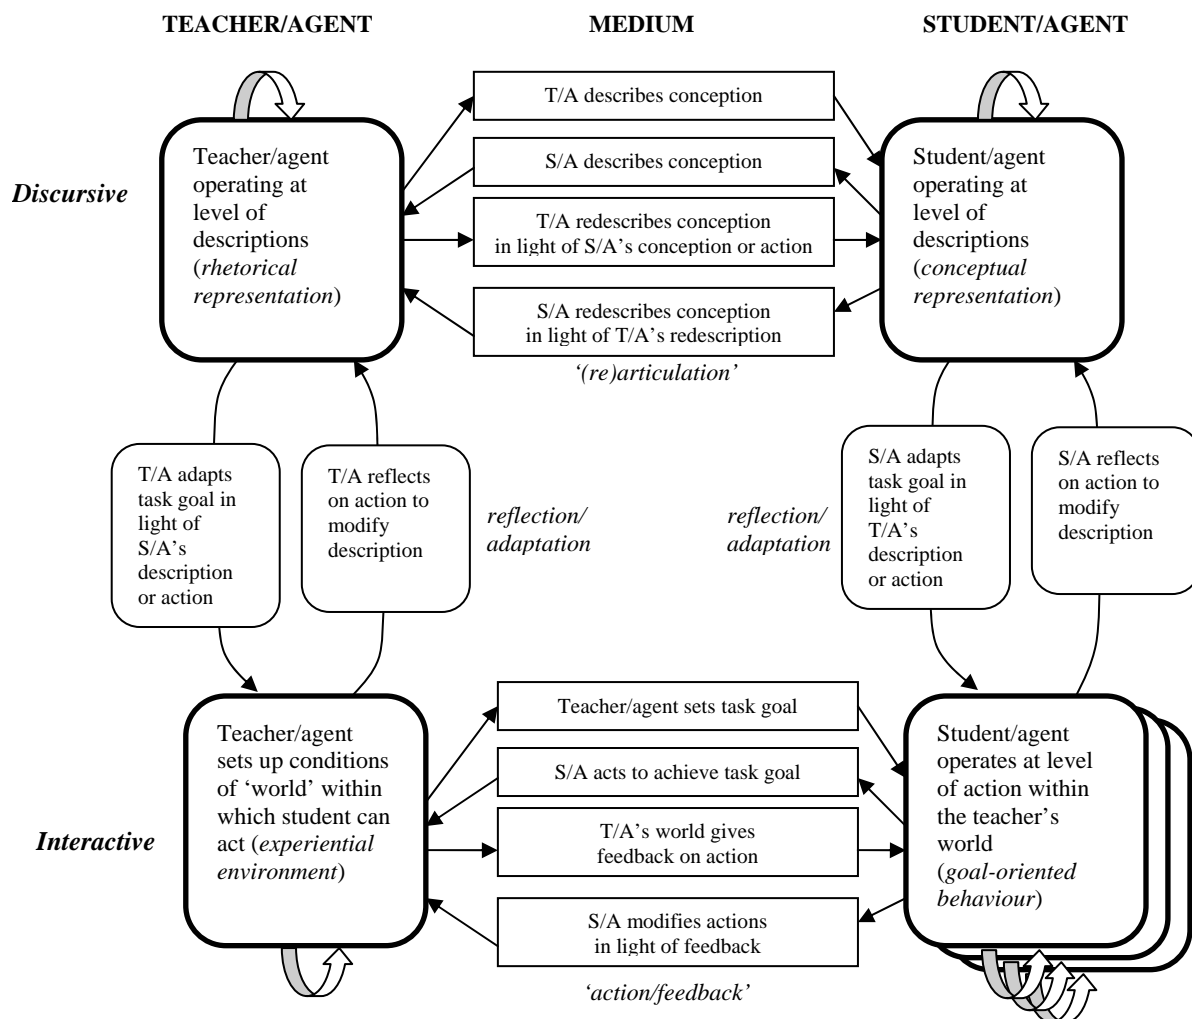 TEACHER/AGENT
MEDIUM
STUDENT/AGENT
Discursive
Teacher/agent
operating at
level of
descriptions
(rhetorical
representation)
T/A describes conception
S/A describes conception
T/A redescribes conception
in light of S/A’s conception or action
S/A redescribes conception
in light of T/A’s redescription
‘(re)articulation’
Student/agent
operating at
level of
descriptions
(conceptual
representation)
T/A adapts
task goal in
light of
S/A’s
description
or action
T/A reflects
on action to
modify
description
reflection/
adaptation
reflection/
adaptation
S/A adapts
task goal in
light of
T/A’s
description
or action
S/A reflects
on action to
modify
description
Interactive
Teacher/agent
sets up conditions
of ‘world’ within
which student can
act (experiential
environment)
Teacher/agent sets task goal
S/A acts to achieve task goal
T/A’s world gives
feedback on action
S/A modifies actions
in light of feedback
‘action/feedback’
Student/agent
operates at level
of action within
the teacher’s
world
(goal-oriented
behaviour)